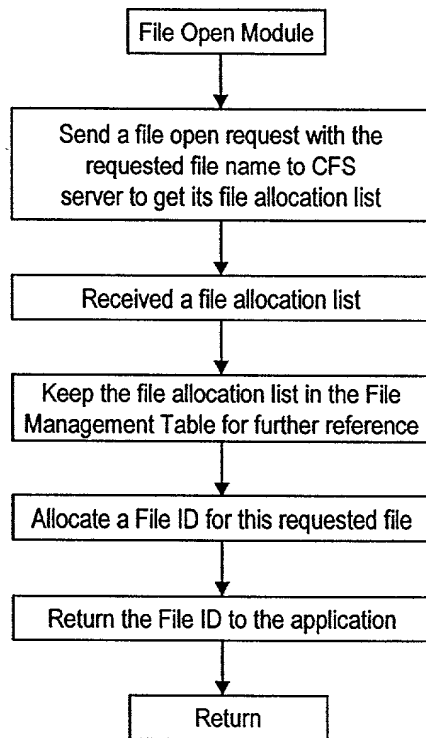 File Open Module
Send a file open request with the
requested file name to CFS
server to get its file allocation list
Received a file allocation list
Keep the file allocation list in the File
Management Table for further reference
Allocate a File ID for this requested file
Return the File ID to the application
Return